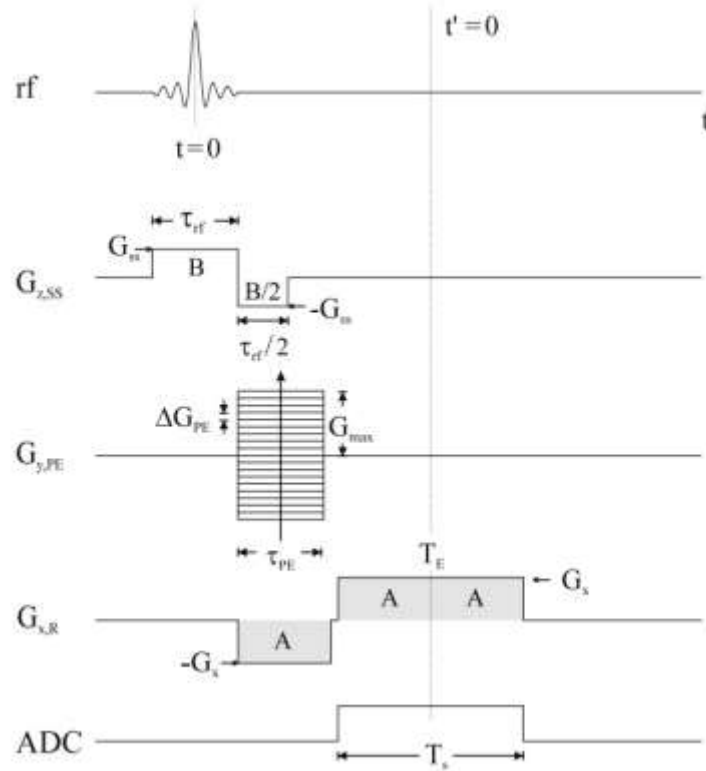 t' = 0
rf
t
t = 0
τrf
Gss
B
Gz,SS
B/2
-Gss
τrf/2
ΔGPE
Gmax
Gy,PE
τPE
TE
Gx
A A
Gx,R
A
-Gx
ADC
Ts